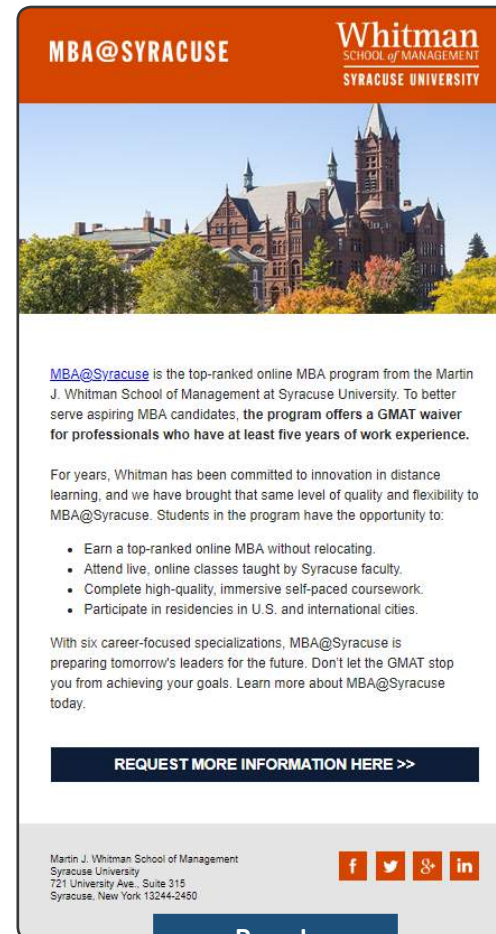 MBA@SYRACUSE
Whitman
SCHOOL of MANAGEMENT
SYRACUSE UNIVERSITY
MBA@Syracuse is the top-ranked online MBA program from the Martin
J. Whitman School of Management at Syracuse University. To better
serve aspiring MBA candidates, the program offers a GMAT waiver
for professionals who have at least five years of work experience.
For years, Whitman has been committed to innovation in distance
learning, and we have brought that same level of quality and flexibility to
MBA@Syracuse. Students in the program have the opportunity to:
• Earn a top-ranked online MBA without relocating.
• Attend live, online classes taught by Syracuse faculty.
• Complete high-quality, immersive self-paced coursework.
• Participate in residencies in U.S. and international cities.
With six career-focused specializations, MBA@Syracuse is
preparing tomorrow's leaders for the future. Don't let the GMAT stop
you from achieving your goals. Learn more about MBA@Syracuse
today.
REQUEST MORE INFORMATION HERE >>
Martin J. Whitman School of Management
Syracuse University
721 University Ave., Suite 315
Syracuse, New York 13244-2450
f g+ in